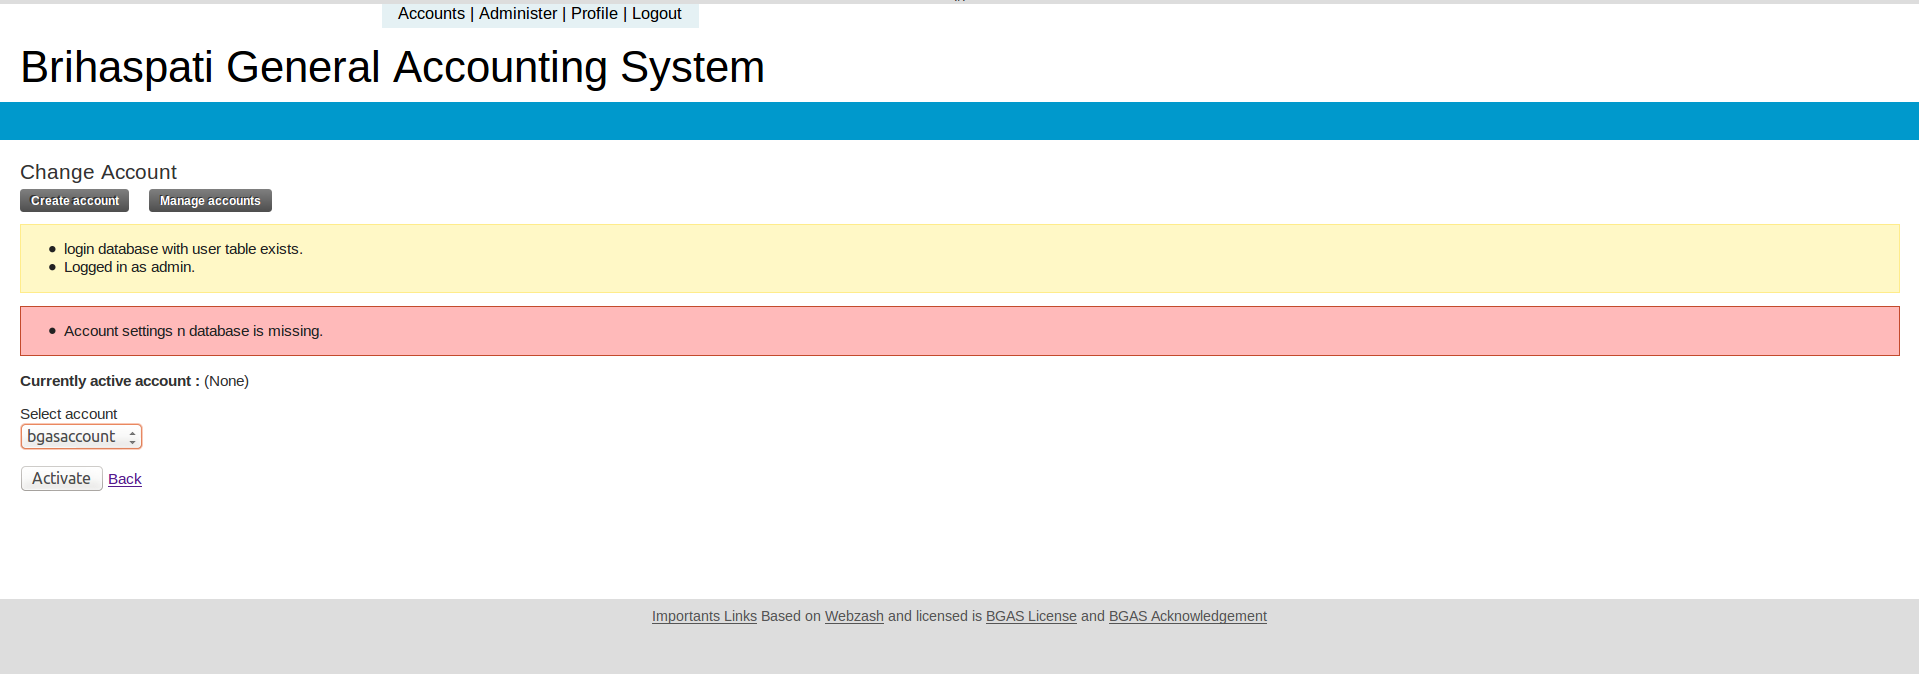 Accounts | Administer | Profile | Logout
Brihaspati General Accounting System
Change Account
Create account Manage accounts
login database with user table exists.
Logged in as admin.
Account settings n database is missing.
Currently active account : (None)
Select account
bgasaccount
Activate Back
Importants Links Based on Webzash and licensed is BGAS License and BGAS Acknowledgement